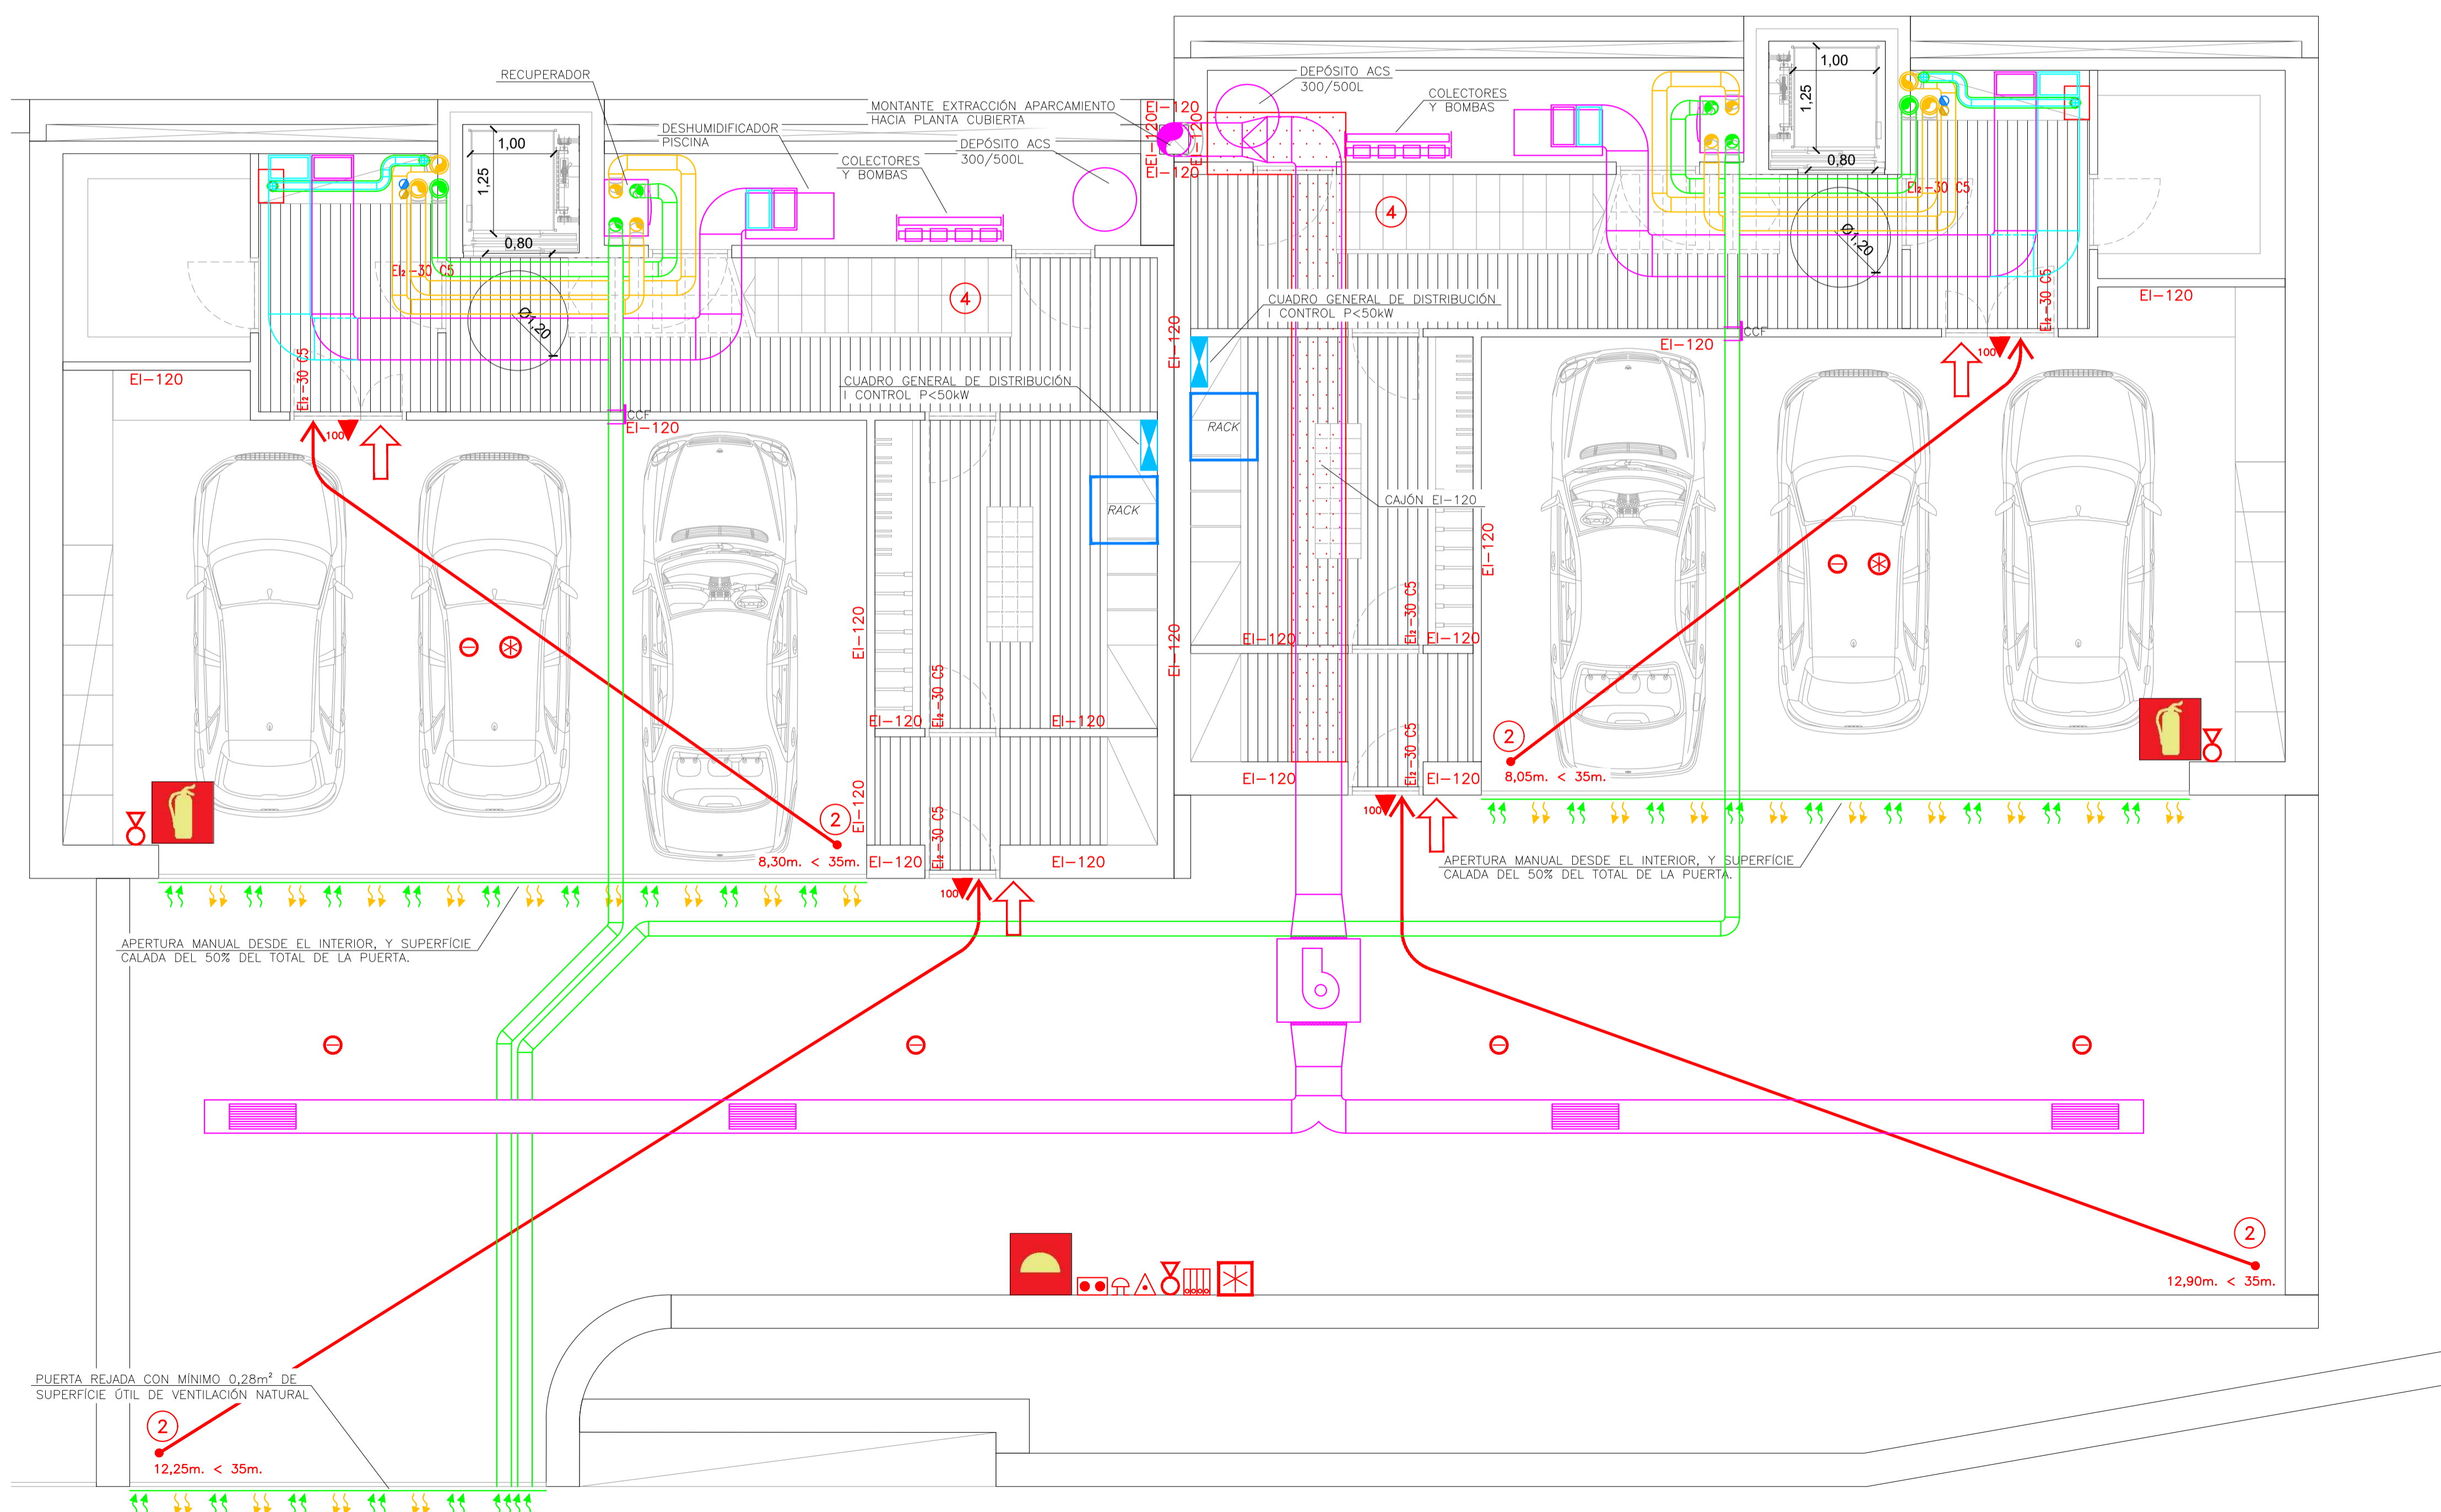 RECUPERADOR
MONTANTE EXTRACCIÓN APARCAMIENTO
HACIA PLANTA CUBIERTA
DESHUMIDIFICADOR
PISCINA
DEPÓSITO ACS
300/500L
COLECTORES
Y BOMBAS
DEPÓSITO ACS
300/500L
COLECTORES
Y BOMBAS
EI-120
EI-120
EI-120
EI-120
EI-120
1,00
1,25
0,80
Ø1,20
1,00
1,25
0,80
Ø1,20
EI₂-30 C5
EI₂-30 C5
EI₂-30 C5
EI₂-30 C5
4
4
CUADRO GENERAL DE DISTRIBUCIÓN
I CONTROL P<50kW
CUADRO GENERAL DE DISTRIBUCIÓN
I CONTROL P<50kW
EI-120
EI-120
EI-120
EI-120
EI-120
CCF
CCF
100
100
RACK
RACK
CAJÓN EI-120
EI-120
EI-120
EI-120
EI-120
EI-120
EI-120
EI-120
EI-120
EI-120
EI-120
EI-120
EI-120
EI-120
EI₂-30 C5
EI₂-30 C5
EI₂-30 C5
EI₂-30 C5
2
8,30m. < 35m.
2
8,05m. < 35m.
100
100
APERTURA MANUAL DESDE EL INTERIOR, Y SUPERFÍCIE
CALADA DEL 50% DEL TOTAL DE LA PUERTA.
APERTURA MANUAL DESDE EL INTERIOR, Y SUPERFÍCIE
CALADA DEL 50% DEL TOTAL DE LA PUERTA.
2
12,90m. < 35m.
PUERTA REJADA CON MÍNIMO 0,28m² DE
SUPERFÍCIE ÚTIL DE VENTILACIÓN NATURAL
2
12,25m. < 35m.